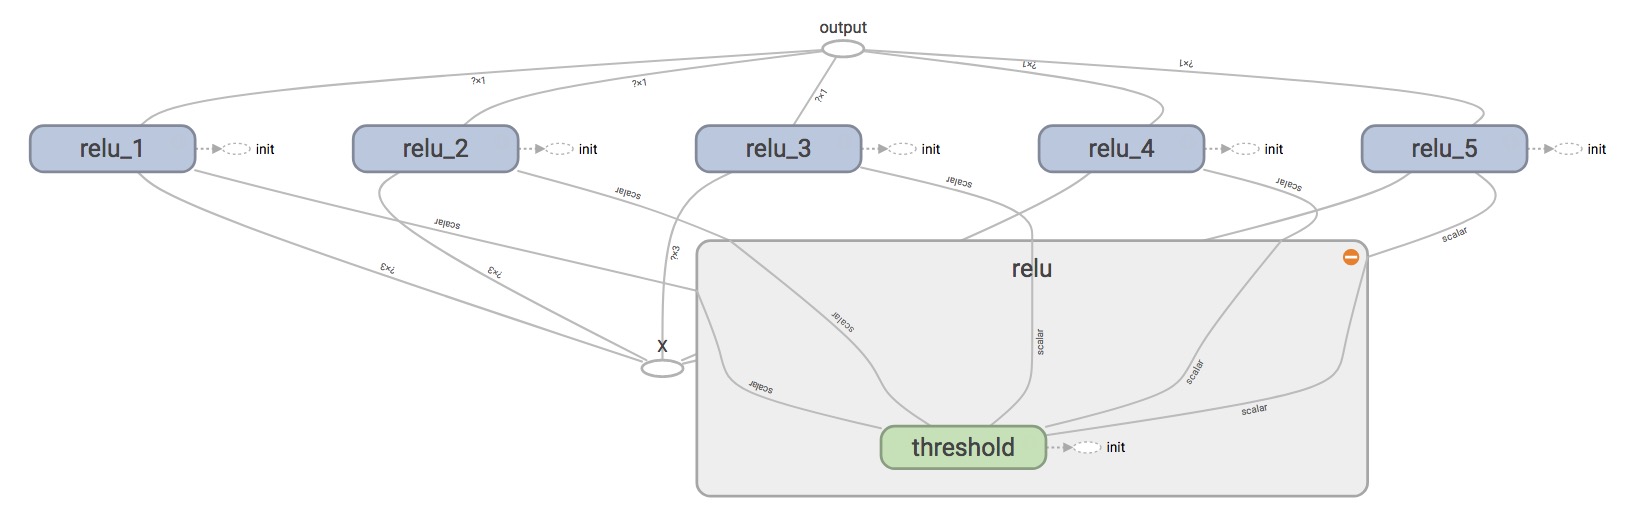 output
?×1
?×1
?×1
?×1
?×1
relu_1
init
relu_2
init
relu_3
init
relu_4
init
relu_5
init
scalar
scalar
scalar
scalar
scalar
?×3
?×3
?×3
relu
X
scalar
scalar
scalar
scalar
scalar
threshold
init